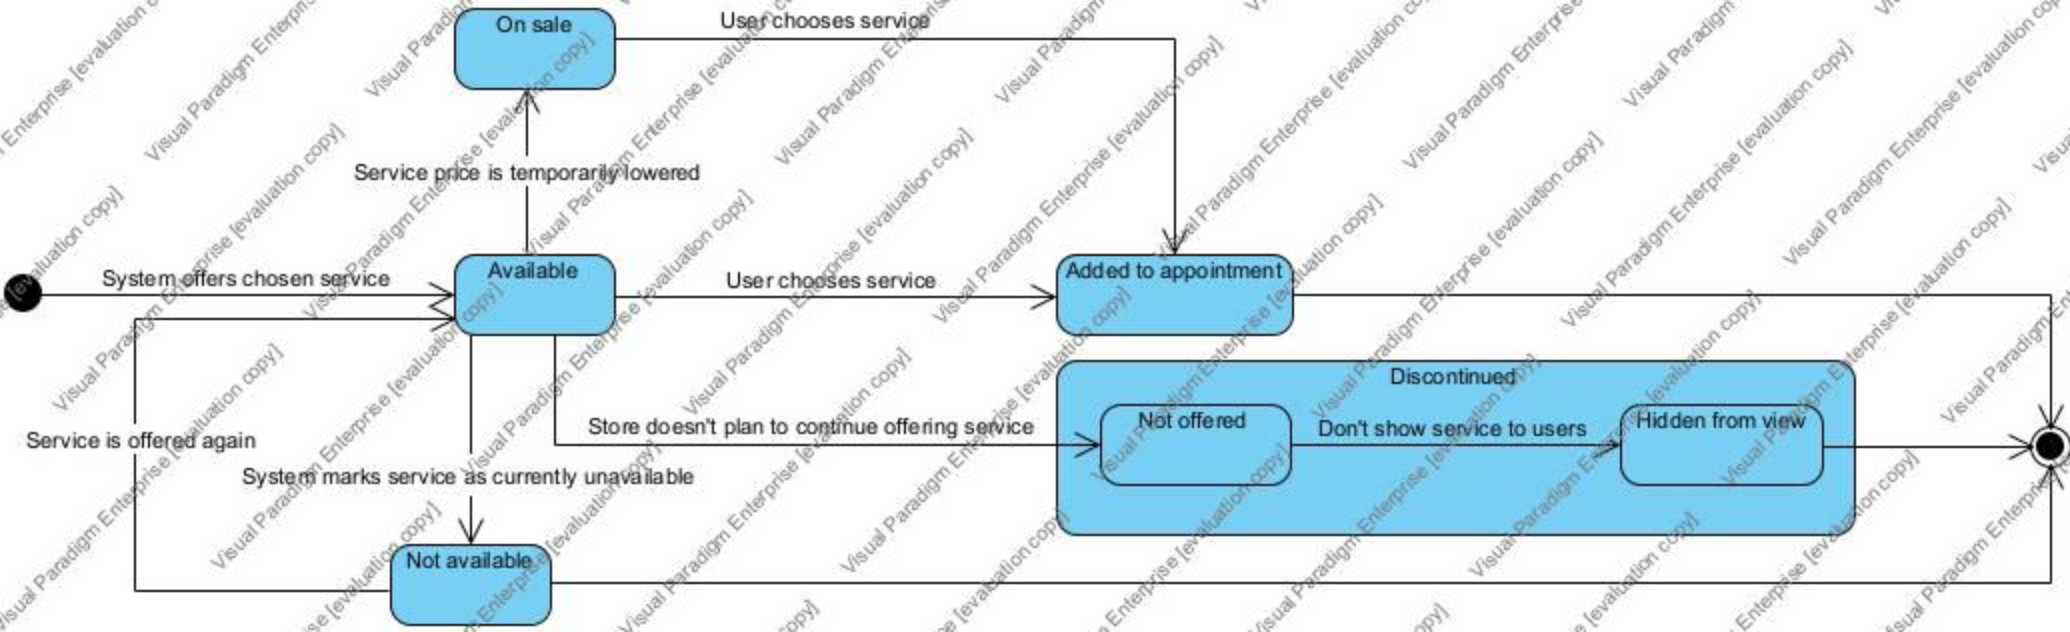 On sale
User chooses service
Service price is temporarily lowered
System offers chosen service
Available
User chooses service
Added to appointment
Discontinued
Store doesn't plan to continue offering service
Not offered
Don't show service to users
Hidden from view
Service is offered again
System marks service as currently unavailable
Not available
Visual Paradigm Enterprise [evaluation copy]